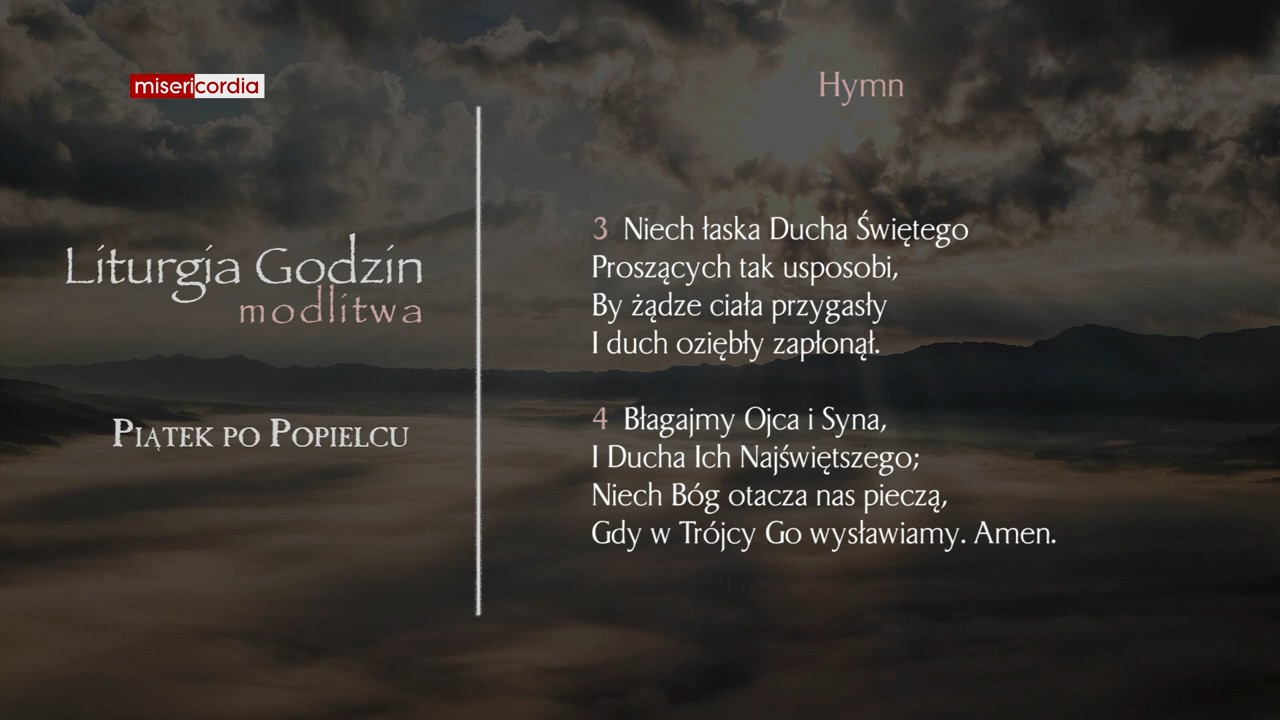 misericordia
Liturgia Godzin
modlitwa
Piątek po Popielcu
Hymn
3 Niech łaska Ducha Świętego
Proszących tak usposobi,
By żądze ciała przygasły
I duch oziębły zapłonął.
4 Błagajmy Ojca i Syna,
I Ducha Ich Najświętszego;
Niech Bóg otacza nas pieczą,
Gdy w Trójcy Go wysławiamy. Amen.